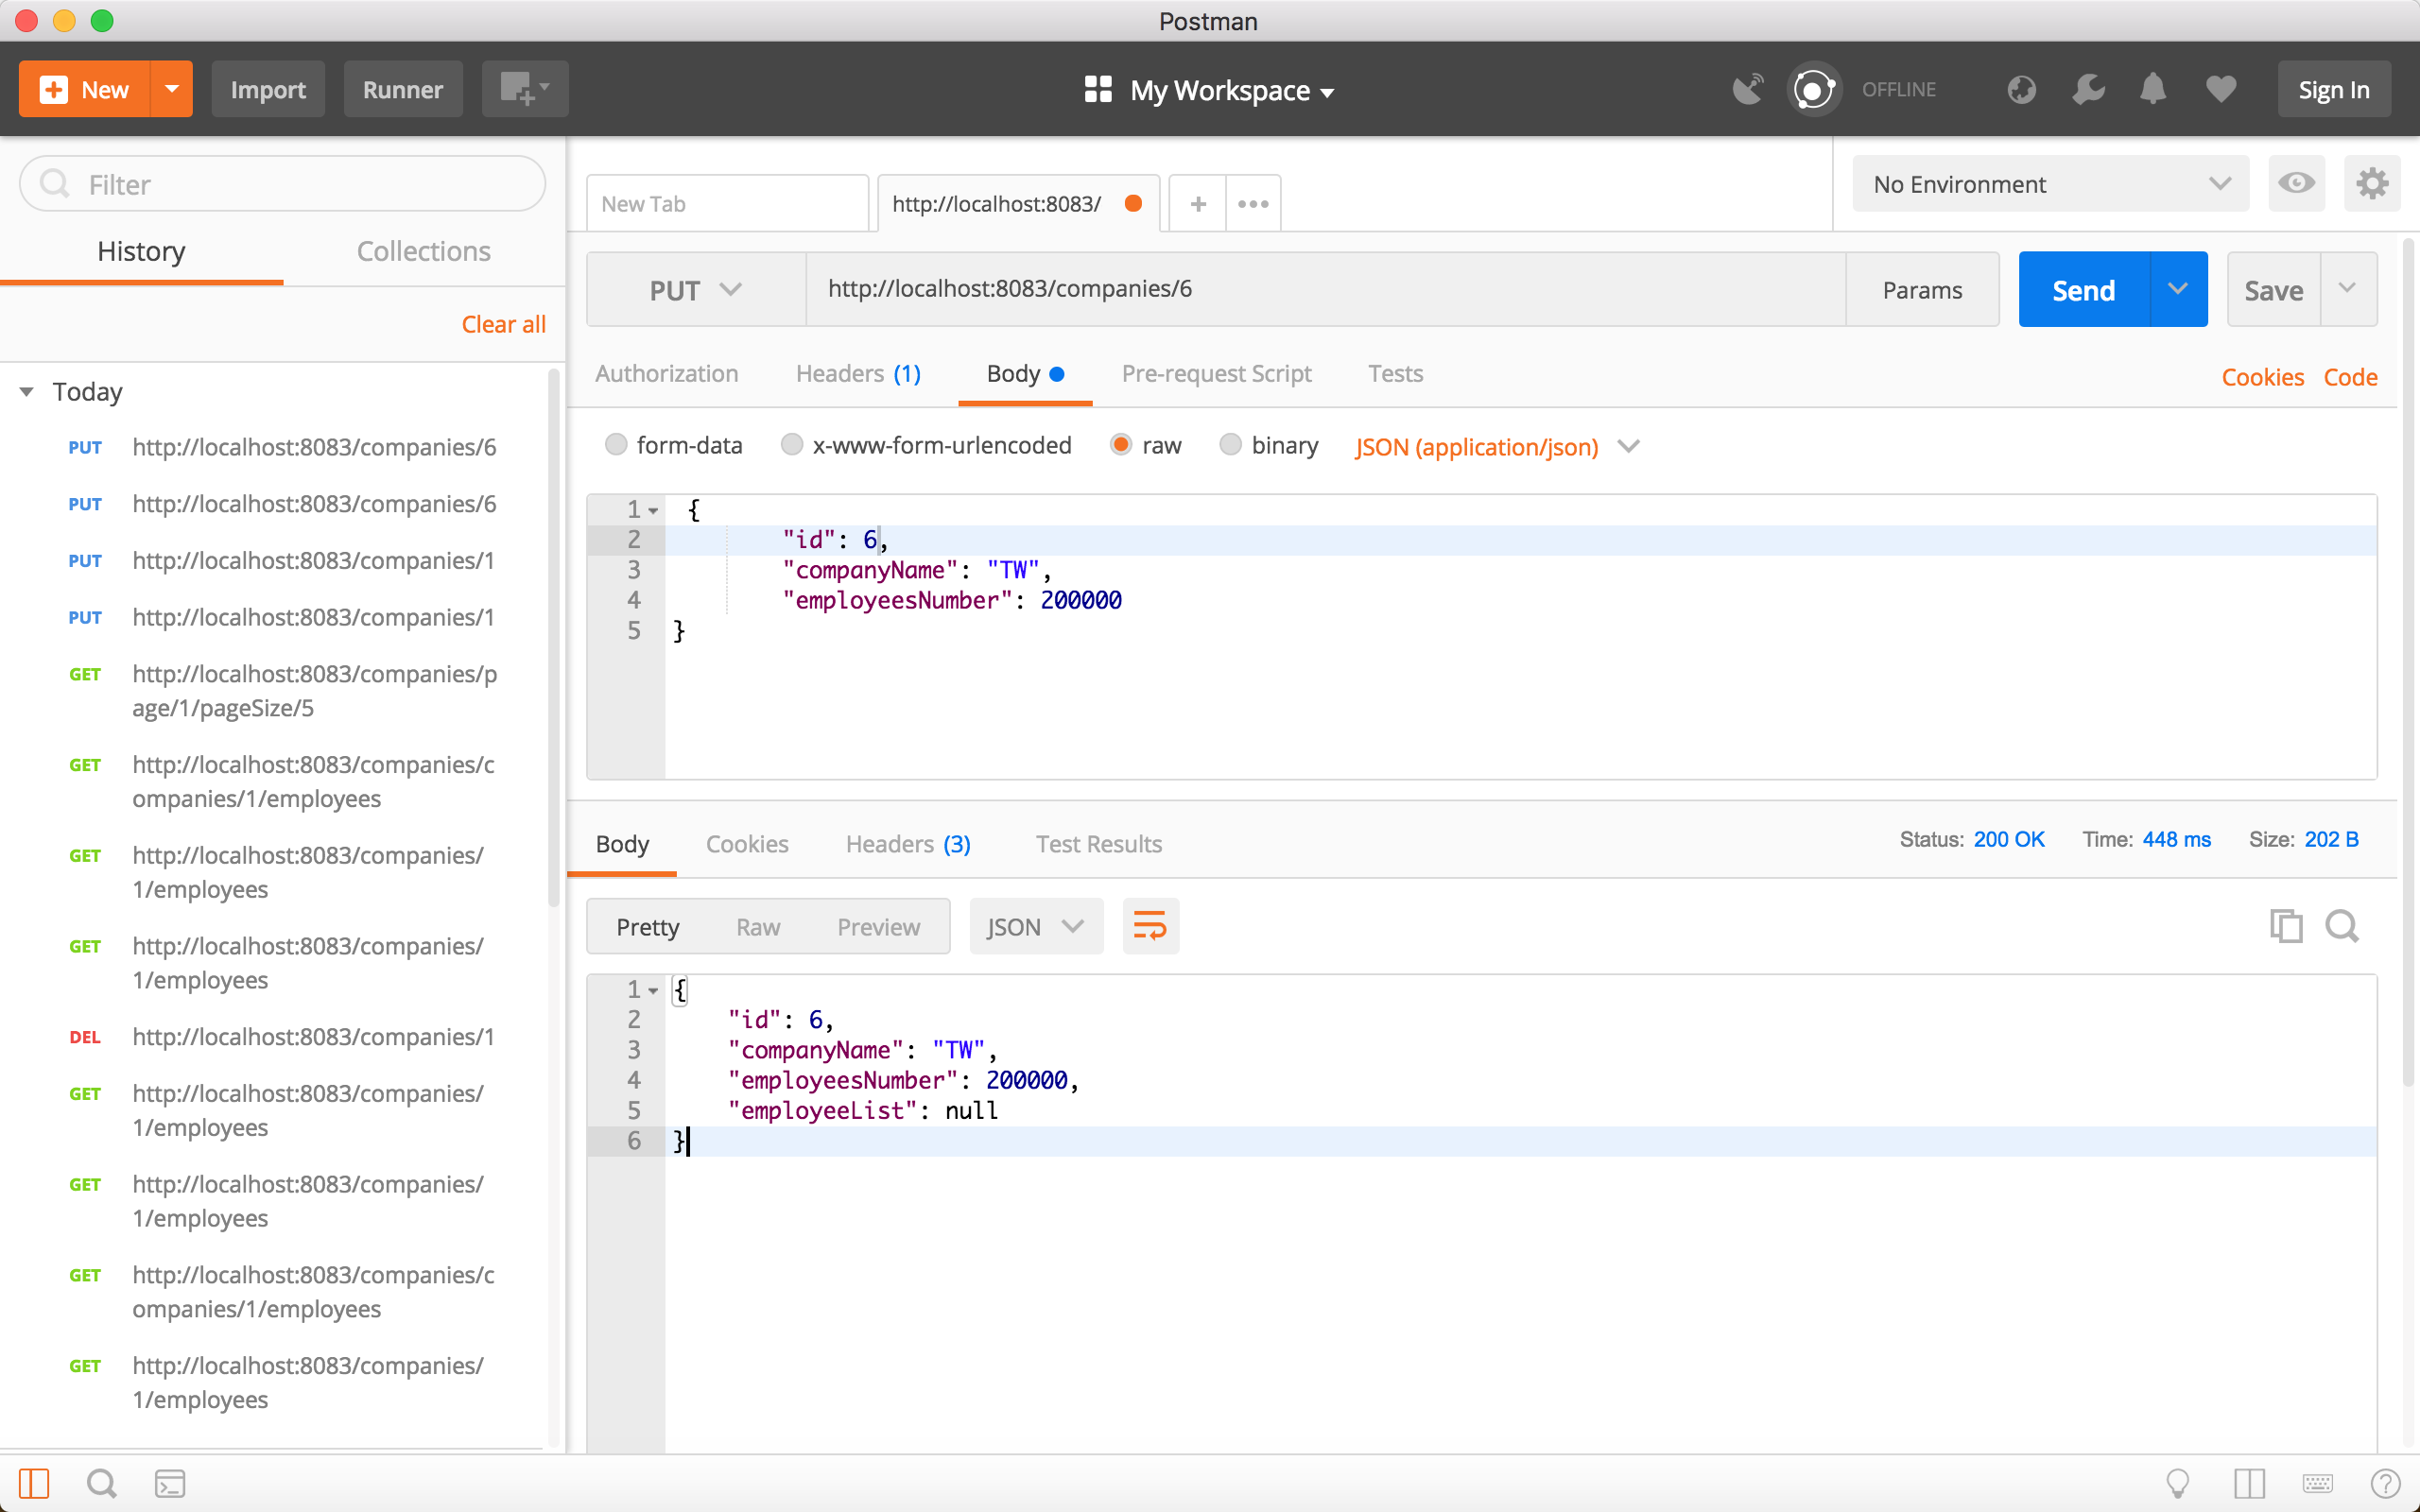 Postman
New
Import
Runner
My Workspace
OFFLINE
Sign In
Filter
History
Collections
Clear all
Today
PUT http://localhost:8083/companies/6
PUT http://localhost:8083/companies/6
PUT http://localhost:8083/companies/1
PUT http://localhost:8083/companies/1
GET http://localhost:8083/companies/p
age/1/pageSize/5
GET http://localhost:8083/companies/c
ompanies/1/employees
GET http://localhost:8083/companies/
1/employees
GET http://localhost:8083/companies/
1/employees
DEL http://localhost:8083/companies/1
GET http://localhost:8083/companies/
1/employees
GET http://localhost:8083/companies/
1/employees
GET http://localhost:8083/companies/c
ompanies/1/employees
GET http://localhost:8083/companies/
1/employees
New Tab
http://localhost:8083/
No Environment
PUT
http://localhost:8083/companies/6
Params
Send
Save
Authorization
Headers (1)
Body
Pre-request Script
Tests
Cookies
Code
form-data
x-www-form-urlencoded
raw
binary
JSON (application/json)
1 {
2 "id": 6,
3 "companyName": "TW",
4 "employeesNumber": 200000
5 }
Body
Cookies
Headers (3)
Test Results
Status: 200 OK
Time: 448 ms
Size: 202 B
Pretty
Raw
Preview
JSON
1 {
2 "id": 6,
3 "companyName": "TW",
4 "employeesNumber": 200000,
5 "employeeList": null
6 }